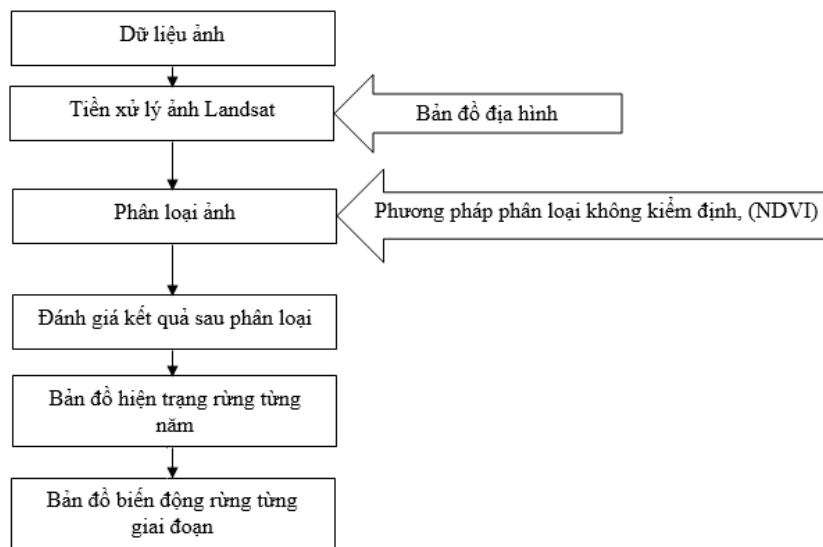 Dữ liệu ảnh
Tiền xử lý ảnh Landsat
Bản đồ địa hình
Phân loại ảnh
Phương pháp phân loại không kiểm định, (NDVI)
Đánh giá kết quả sau phân loại
Bản đồ hiện trạng rừng từng
năm
Bản đồ biến động rừng từng
giai đoạn